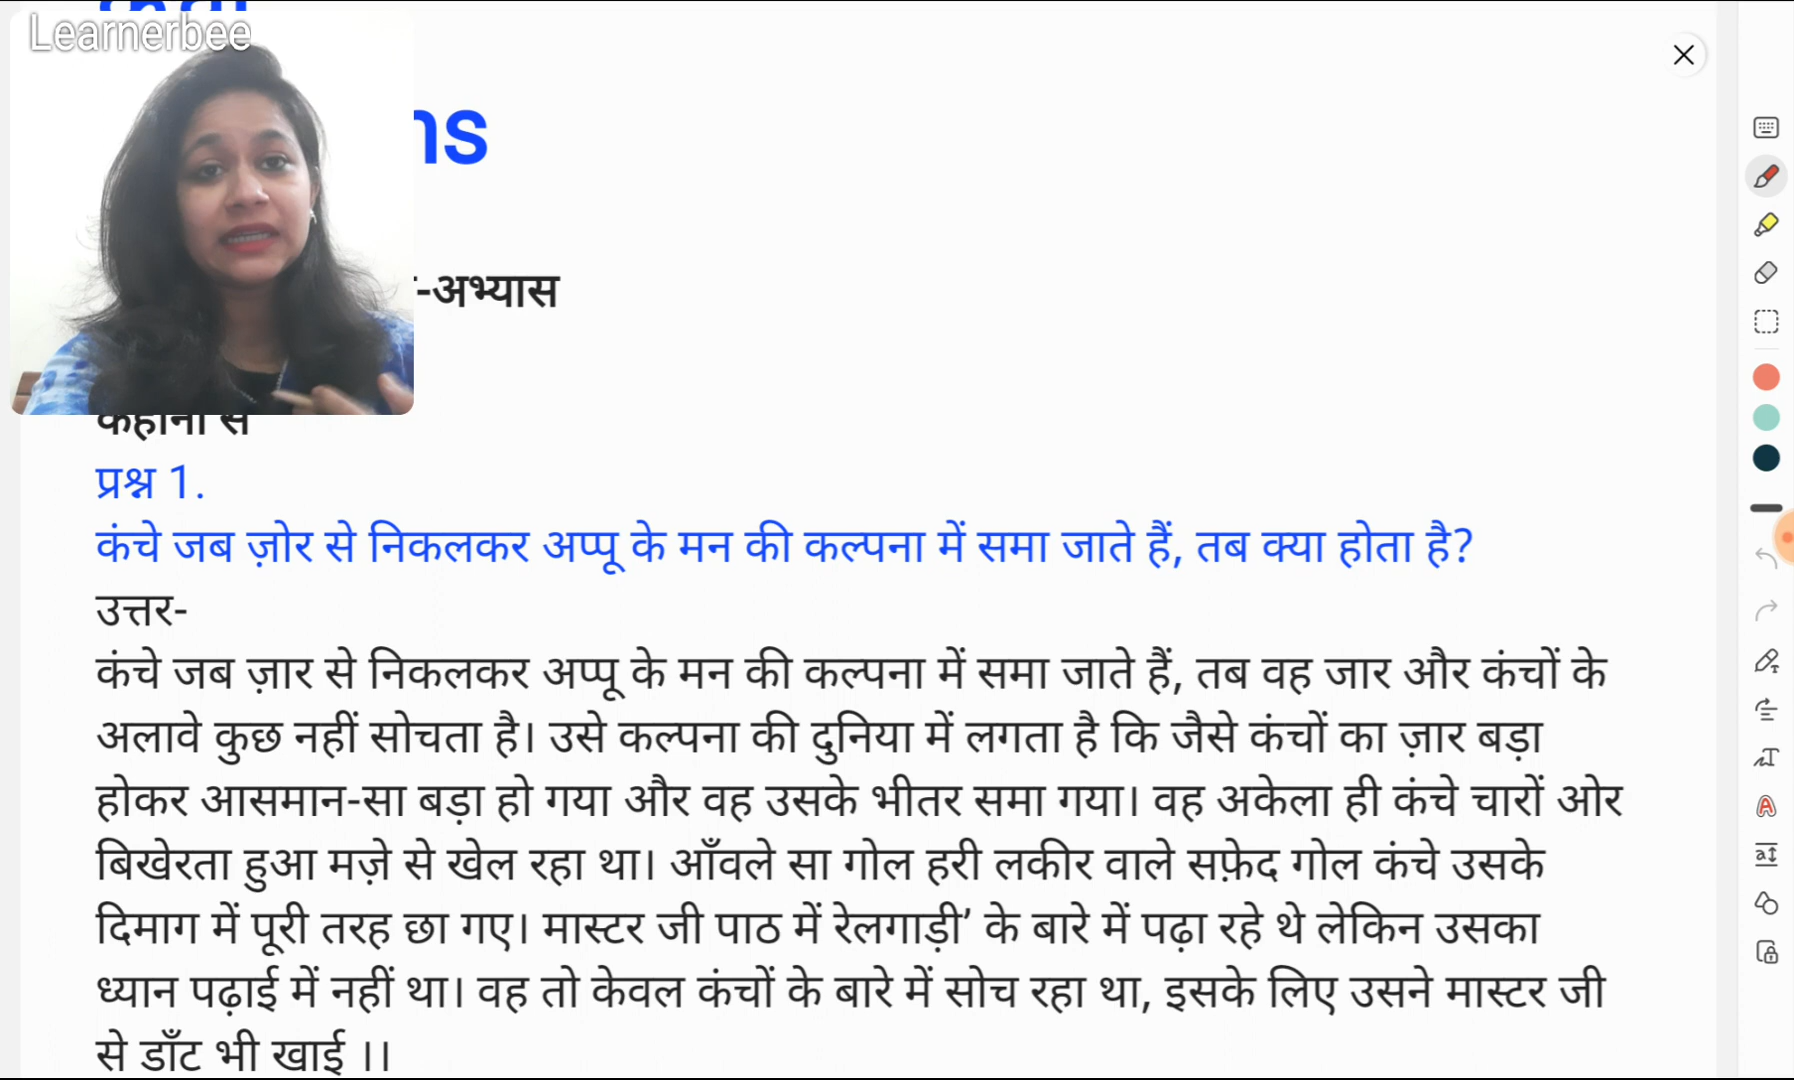 Learnerbee
ns
-अभ्यास
कहानी से
प्रश्न 1.
कंचे जब ज़ोर से निकलकर अप्पू के मन की कल्पना में समा जाते हैं, तब क्या होता है?
उत्तर-
कंचे जब ज़ार से निकलकर अप्पू के मन की कल्पना में समा जाते हैं, तब वह जार और कंचों के
अलावे कुछ नहीं सोचता है। उसे कल्पना की दुनिया में लगता है कि जैसे कंचों का ज़ार बड़ा
होकर आसमान-सा बड़ा हो गया और वह उसके भीतर समा गया। वह अकेला ही कंचे चारों ओर
बिखेरता हुआ मज़े से खेल रहा था। आँवले सा गोल हरी लकीर वाले सफ़ेद गोल कंचे उसके
दिमाग में पूरी तरह छा गए। मास्टर जी पाठ में रेलगाड़ी’ के बारे में पढ़ा रहे थे लेकिन उसका
ध्यान पढ़ाई में नहीं था। वह तो केवल कंचों के बारे में सोच रहा था, इसके लिए उसने मास्टर जी
से डाँट भी खाई ।।